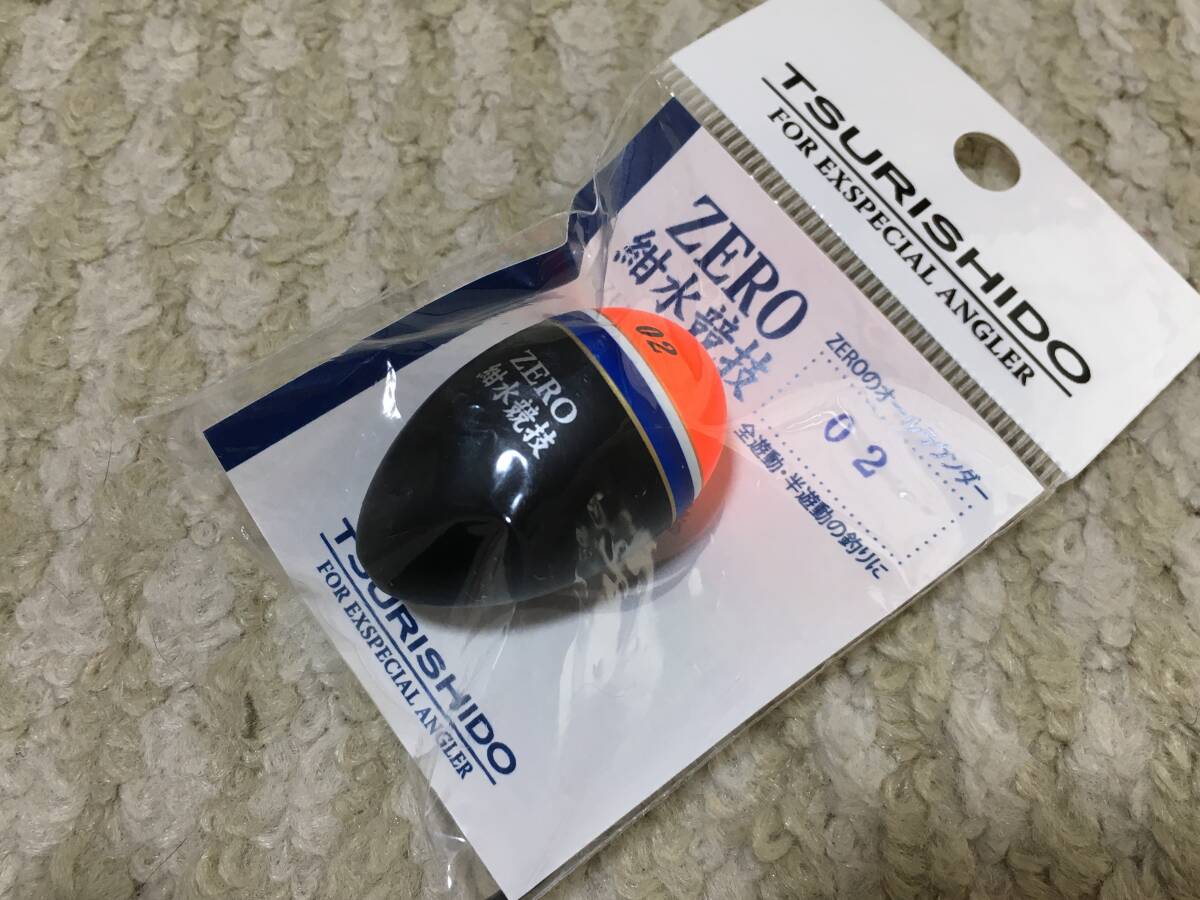 TSURISHIDO
FOR EXSPECIAL ANGLER
ZERO
紺水競技
ZEROのオールラウンダー
02
全遊動・半遊動の釣りに
02
ZERO
紺水競技
TSURISHIDO
FOR EXSPECIAL ANGLER